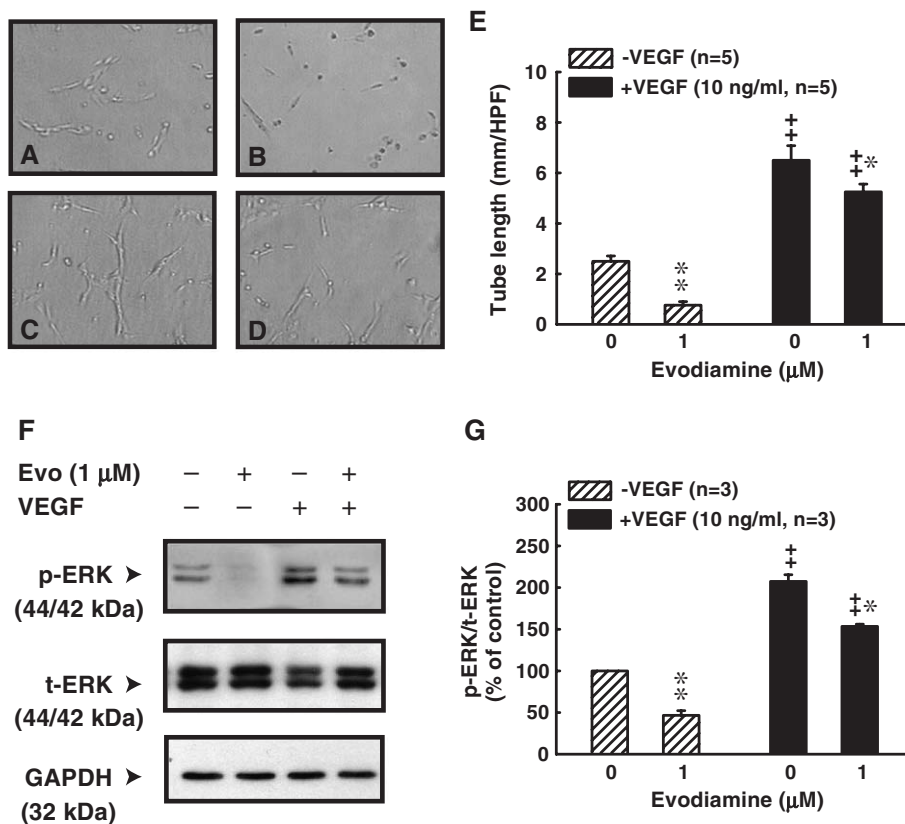 A
B
C
D
E
-VEGF (n=5)
+VEGF (10 ng/ml, n=5)
Tube length (mm/HPF)
10
8
6
4
2
0
**
‡
‡*
0 1 0 1
Evodiamine (μM)
F
Evo (1 μM) − + − +
VEGF − − + +
p-ERK ➤
(44/42 kDa)
t-ERK ➤
(44/42 kDa)
GAPDH ➤
(32 kDa)
G
-VEGF (n=3)
+VEGF (10 ng/ml, n=3)
p-ERK/t-ERK
(% of control)
300
250
200
150
100
50
0
**
‡
‡*
0 1 0 1
Evodiamine (μM)